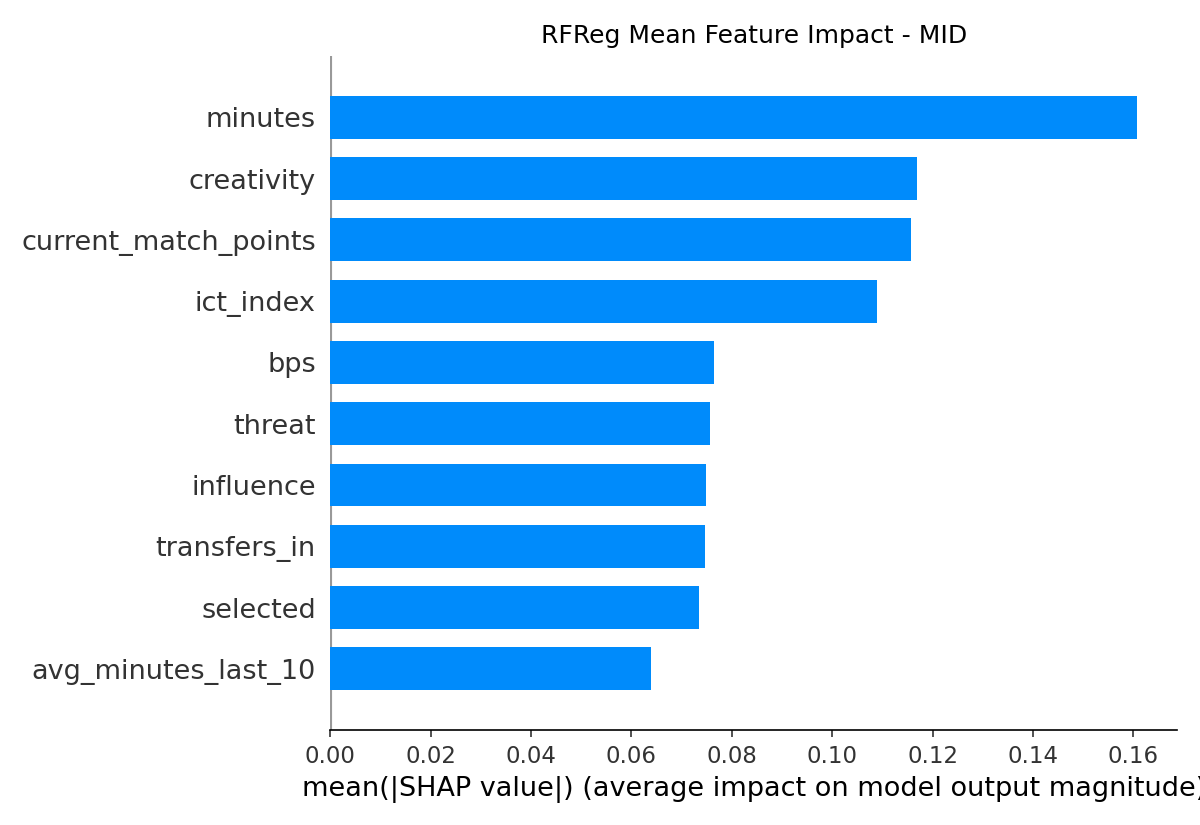 RFReg Mean Feature Impact - MID
minutes
creativity
current_match_points
ict_index
bps
threat
influence
transfers_in
selected
avg_minutes_last_10
0.00 0.02 0.04 0.06 0.08 0.10 0.12 0.14 0.16
mean(|SHAP value|) (average impact on model output magnitude)